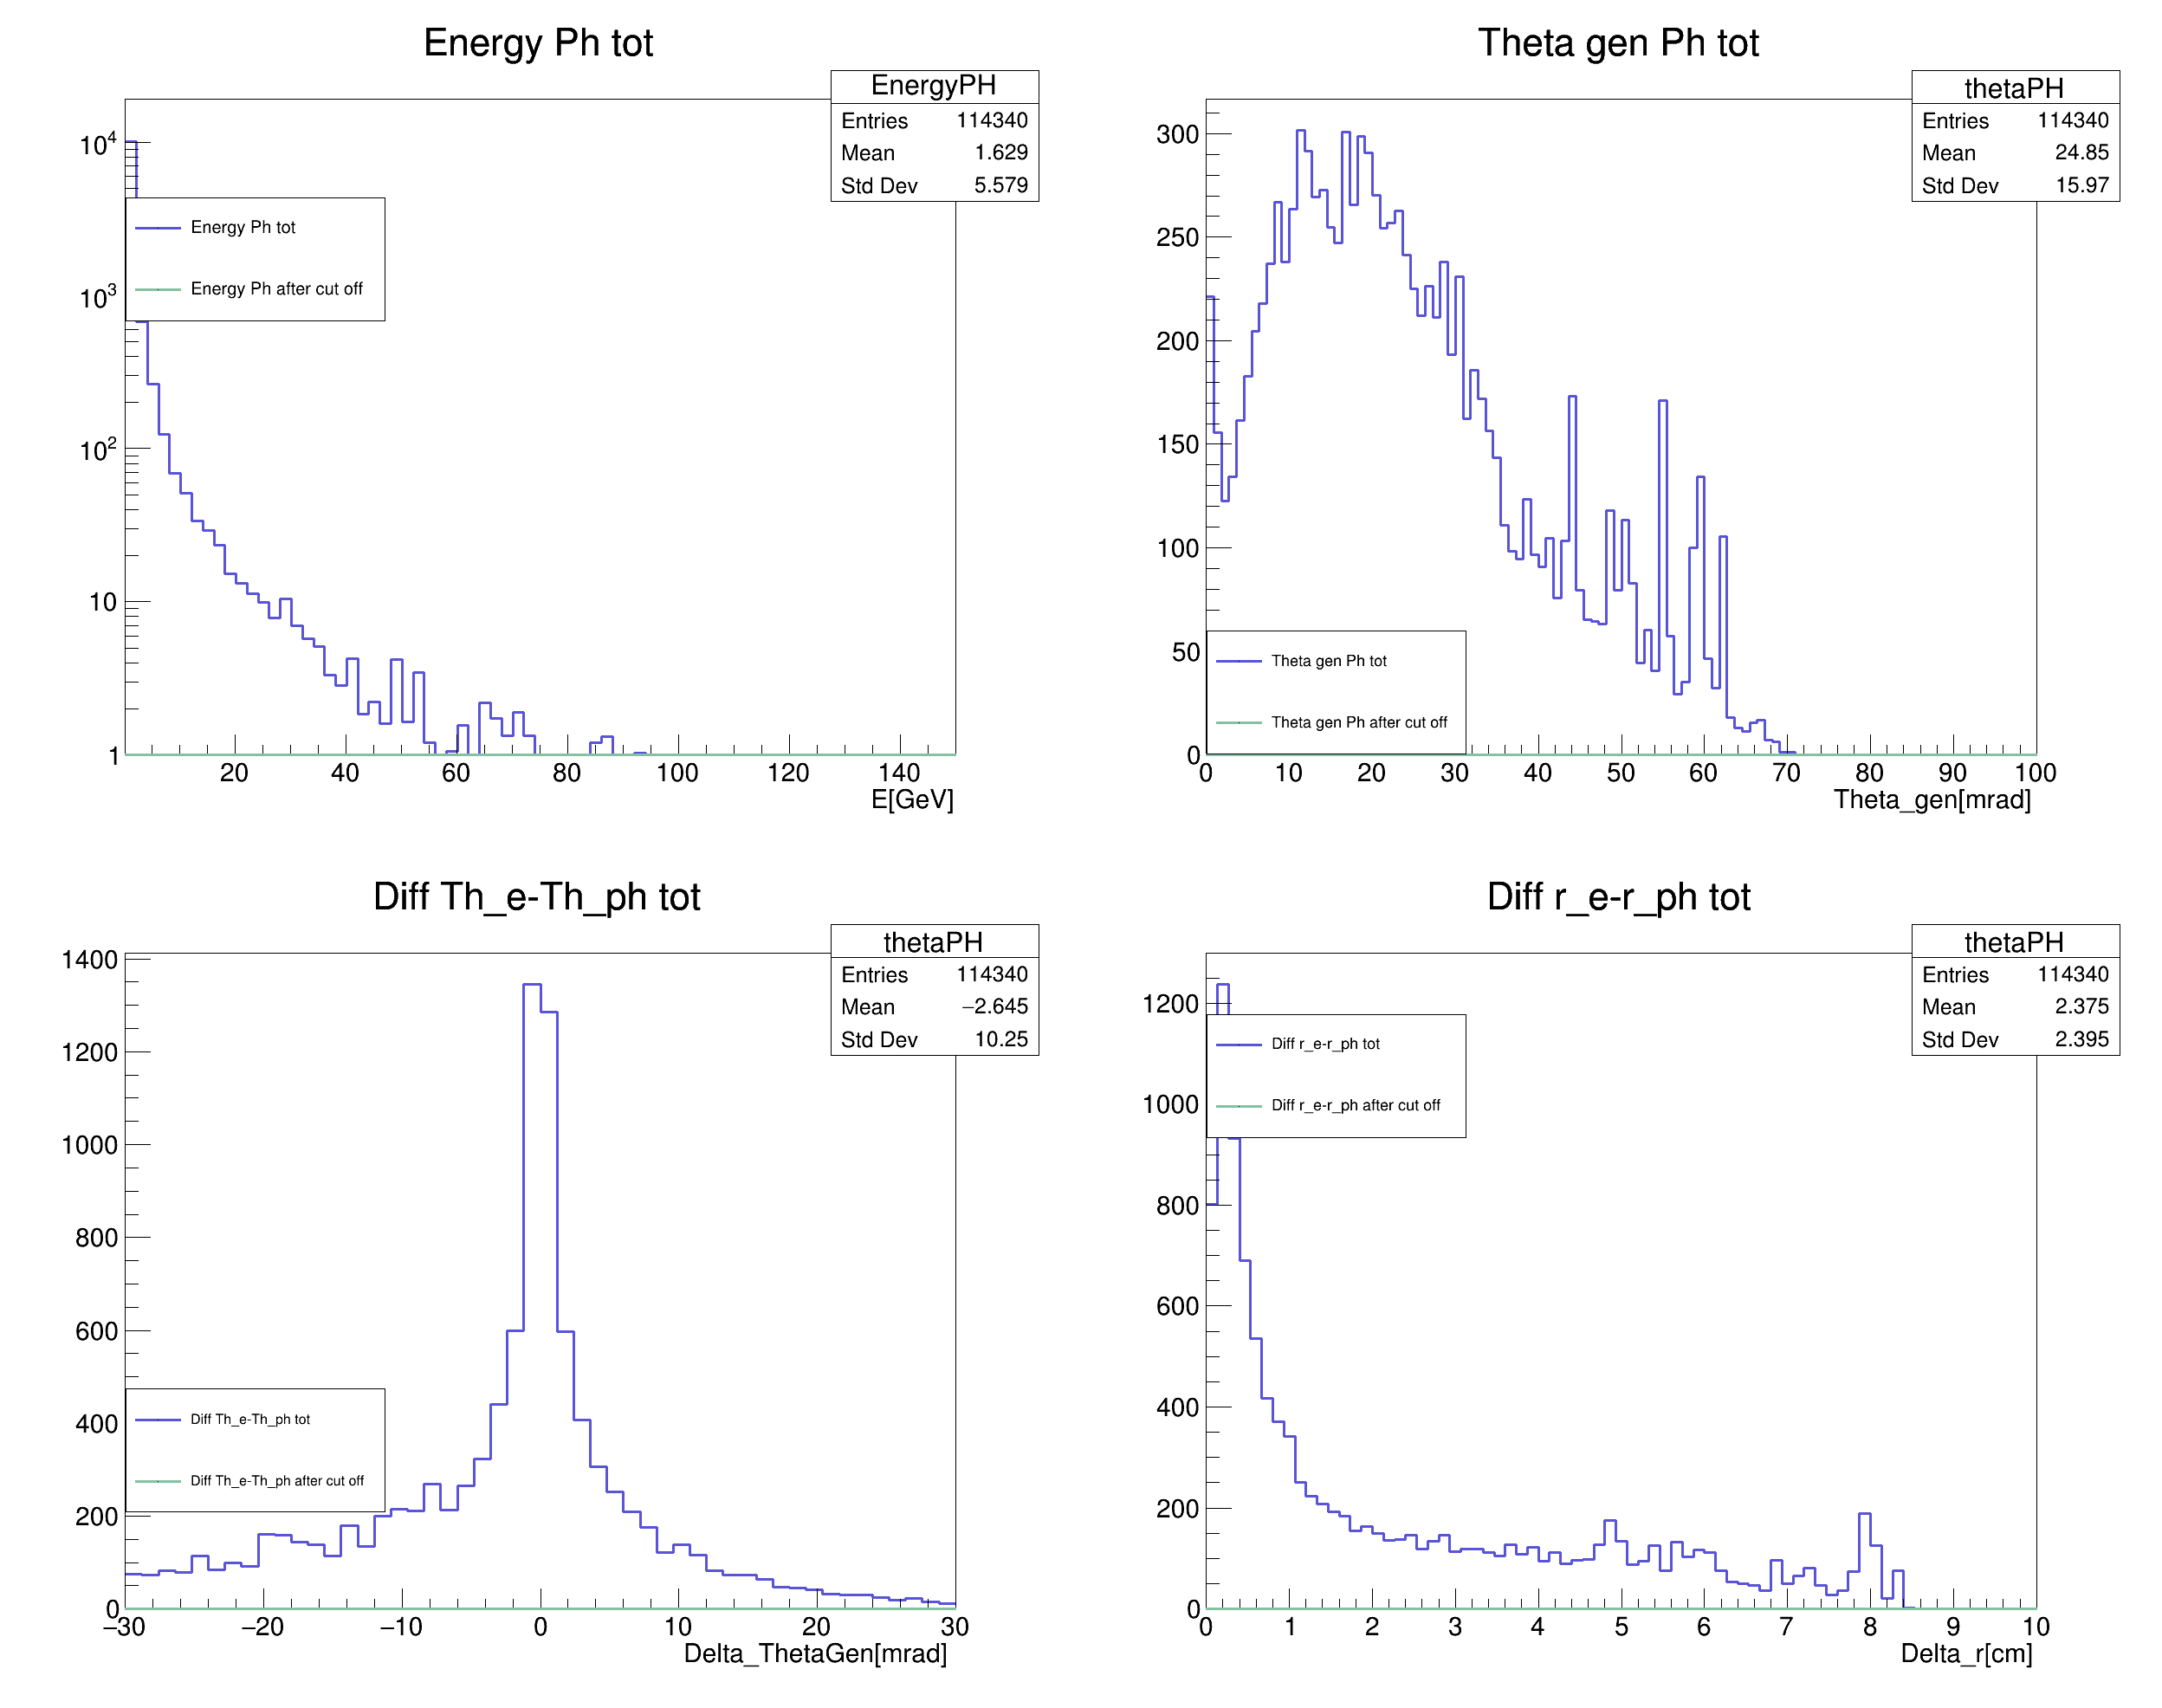 Energy Ph tot
EnergyPH
Entries 114340
Mean 1.629
Std Dev 5.579
10^4
10^3
10^2
10
1
Energy Ph tot
Energy Ph after cut off
20 40 60 80 100 120 140
E[GeV]
Theta gen Ph tot
thetaPH
Entries 114340
Mean 24.85
Std Dev 15.97
300
250
200
150
100
50
0
Theta gen Ph tot
Theta gen Ph after cut off
0 10 20 30 40 50 60 70 80 90 100
Theta_gen[mrad]
Diff Th_e-Th_ph tot
thetaPH
Entries 114340
Mean −2.645
Std Dev 10.25
1400
1200
1000
800
600
400
200
0
Diff Th_e-Th_ph tot
Diff Th_e-Th_ph after cut off
−30 −20 −10 0 10 20 30
Delta_ThetaGen[mrad]
Diff r_e-r_ph tot
thetaPH
Entries 114340
Mean 2.375
Std Dev 2.395
1200
1000
800
600
400
200
0
Diff r_e-r_ph tot
Diff r_e-r_ph after cut off
0 1 2 3 4 5 6 7 8 9 10
Delta_r[cm]